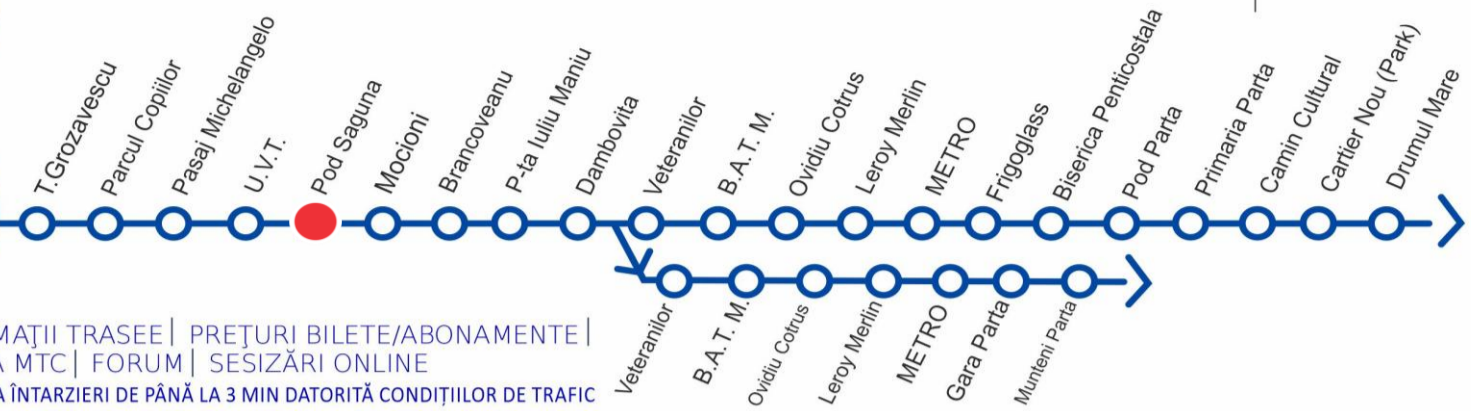 T.Grozavescu
Parcul Copiilor
Pasaj Michelangelo
U.V.T.
Pod Saguna
Mocioni
Brancoveanu
P-ta Iuliu Maniu
Dambovita
Veteranilor
B.A.T. M.
Ovidiu Cotrus
Leroy Merlin
METRO
Frigoglass
Biserica Penticostala
Pod Parta
Primaria Parta
Camin Cultural
Cartier Nou (Park)
Drumul Mare
Veteranilor
B.A.T. M.
Ovidiu Cotrus
Leroy Merlin
METRO
Gara Parta
Munteni Parta
MAŢII TRASEE| PREŢURI BILETE/ABONAMENTE|
A MTC| FORUM| SESIZĂRI ONLINE
A ÎNTARZIERI DE PÂNĂ LA 3 MIN DATORITĂ CONDIȚIILOR DE TRAFIC